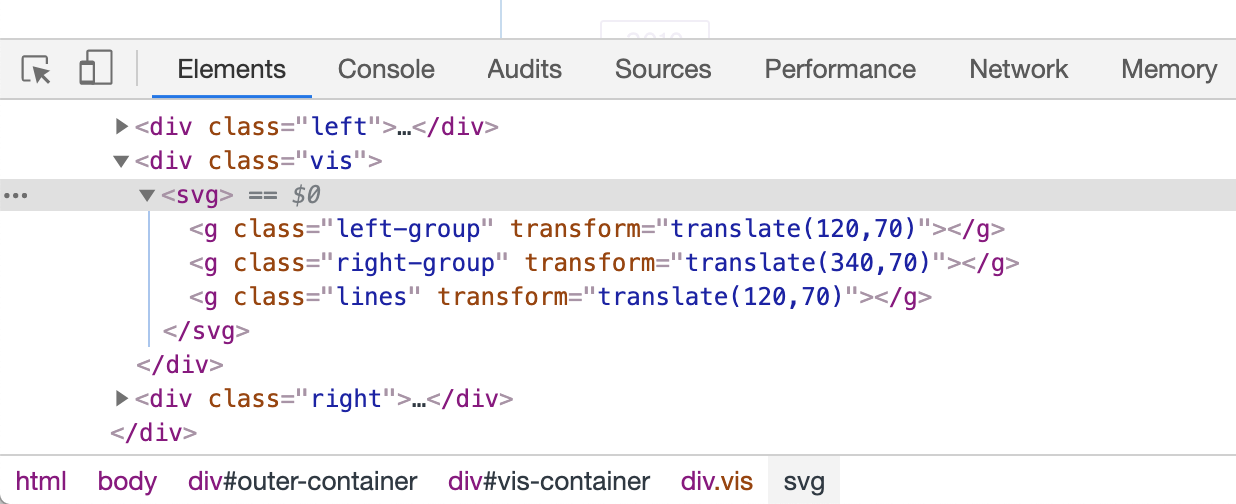 Elements Console Audits Sources Performance Network Memory
▶<div class="left">…</div>
▼<div class="vis">
… ▼<svg> == $0
<g class="left-group" transform="translate(120,70)"></g>
<g class="right-group" transform="translate(340,70)"></g>
<g class="lines" transform="translate(120,70)"></g>
</svg>
</div>
▶<div class="right">…</div>
</div>
html body div#outer-container div#vis-container div.vis svg